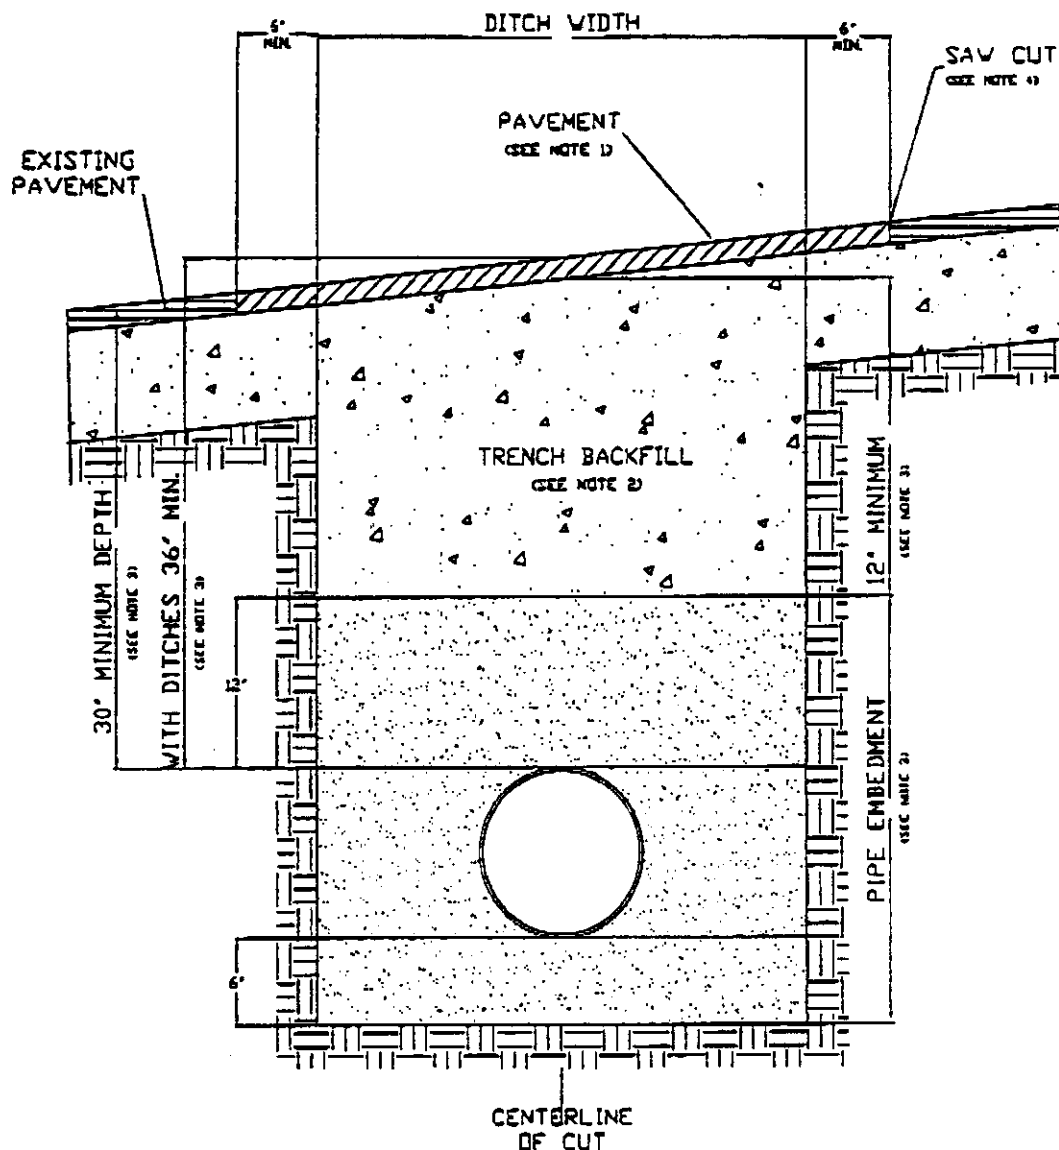 6" MIN.
DITCH WIDTH
6" MIN.
SAW CUT
(SEE NOTE 4)
PAVEMENT
(SEE NOTE 1)
EXISTING
PAVEMENT
TRENCH BACKFILL
(SEE NOTE 2)
30" MINIMUM DEPTH
(SEE NOTE 3)
WITH DITCHES 36" MIN.
(SEE NOTE 3)
12" MINIMUM
(SEE NOTE 3)
12"
PIPE EMBEDMENT
(SEE NOTE 3)
6"
CENTERLINE
OF CUT